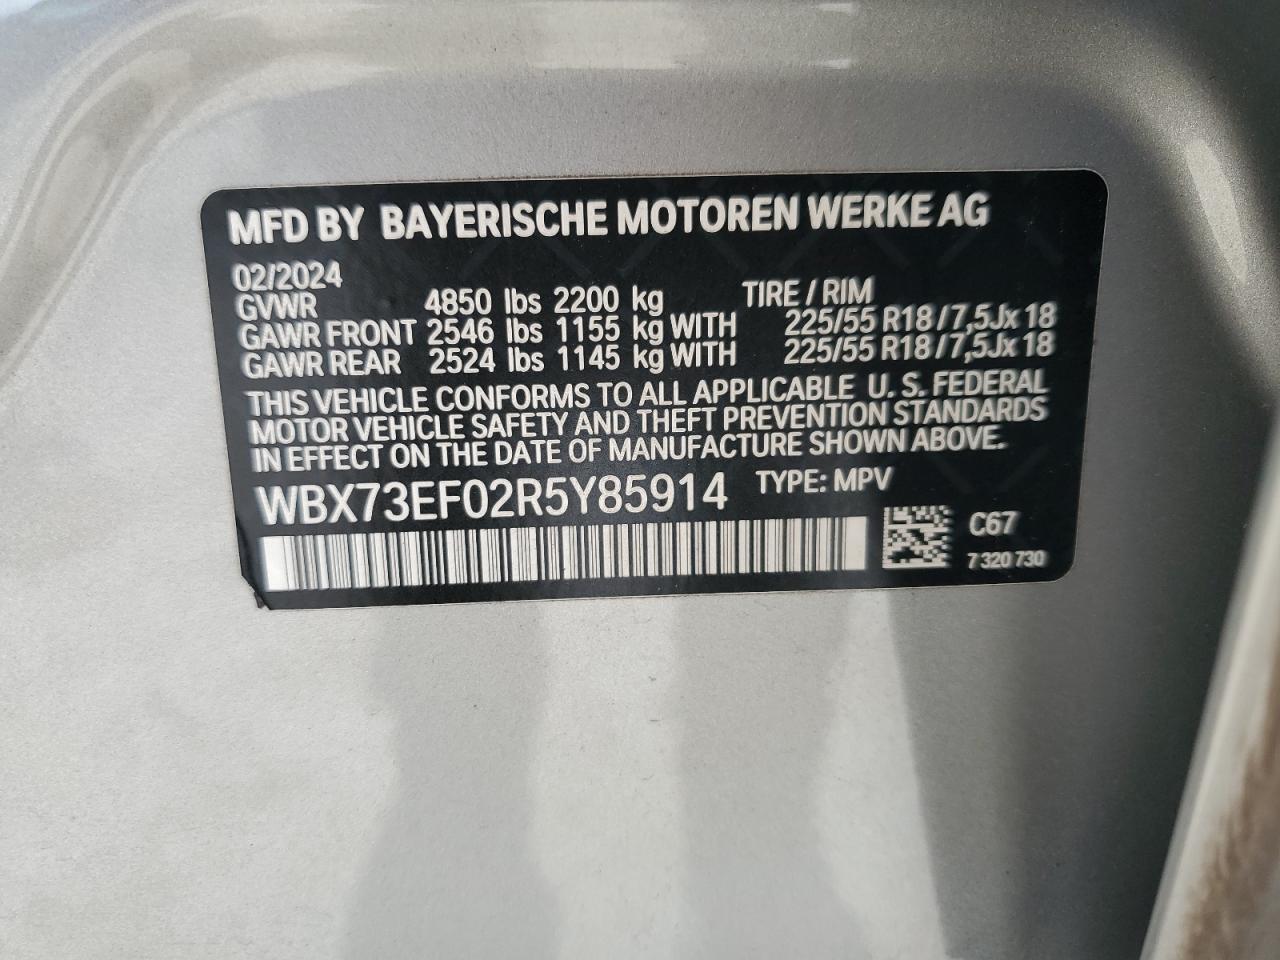 MFD BY BAYERISCHE MOTOREN WERKE AG
02/2024
GVWR 4850 lbs 2200 kg TIRE / RIM
GAWR FRONT 2546 lbs 1155 kg WITH 225/55 R18 / 7,5Jx 18
GAWR REAR 2524 lbs 1145 kg WITH 225/55 R18 / 7,5Jx 18
THIS VEHICLE CONFORMS TO ALL APPLICABLE U. S. FEDERAL
MOTOR VEHICLE SAFETY AND THEFT PREVENTION STANDARDS
IN EFFECT ON THE DATE OF MANUFACTURE SHOWN ABOVE.
WBX73EF02R5Y85914 TYPE: MPV
C67
7 320 730